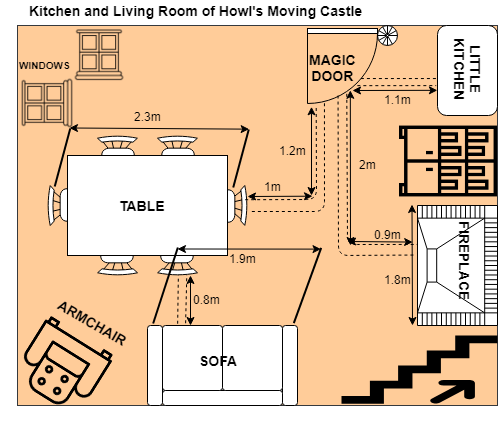 Kitchen and Living Room of Howl's Moving Castle
WINDOWS
MAGIC
DOOR
LITTLE
KITCHEN
1.1m
2.3m
1.2m
2m
1m
TABLE
0.9m
1.9m
FIREPLACE
1.8m
0.8m
ARMCHAIR
SOFA